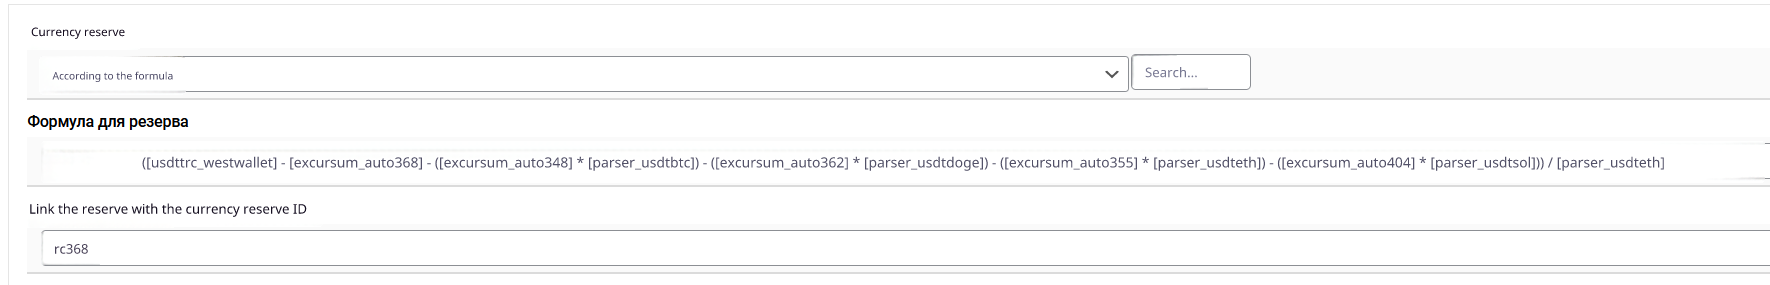 Currency reserve
According to the formula
Search...
Формула для резерва
([usdttrc_westwallet] - [excursum_auto368] - ([excursum_auto348] * [parser_usdtbtc]) - ([excursum_auto362] * [parser_usdtdoge]) - ([excursum_auto355] * [parser_usdteth]) - ([excursum_auto404] * [parser_usdtsol])) / [parser_usdteth]
Link the reserve with the currency reserve ID
rc368